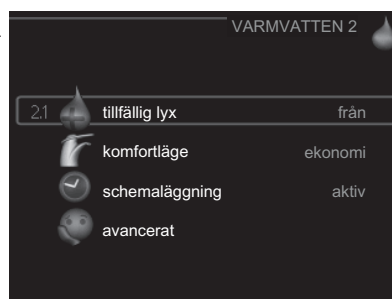 VARMVATTEN 2
2.1 tillfällig lyx från
komfortläge ekonomi
schemaläggning aktiv
avancerat